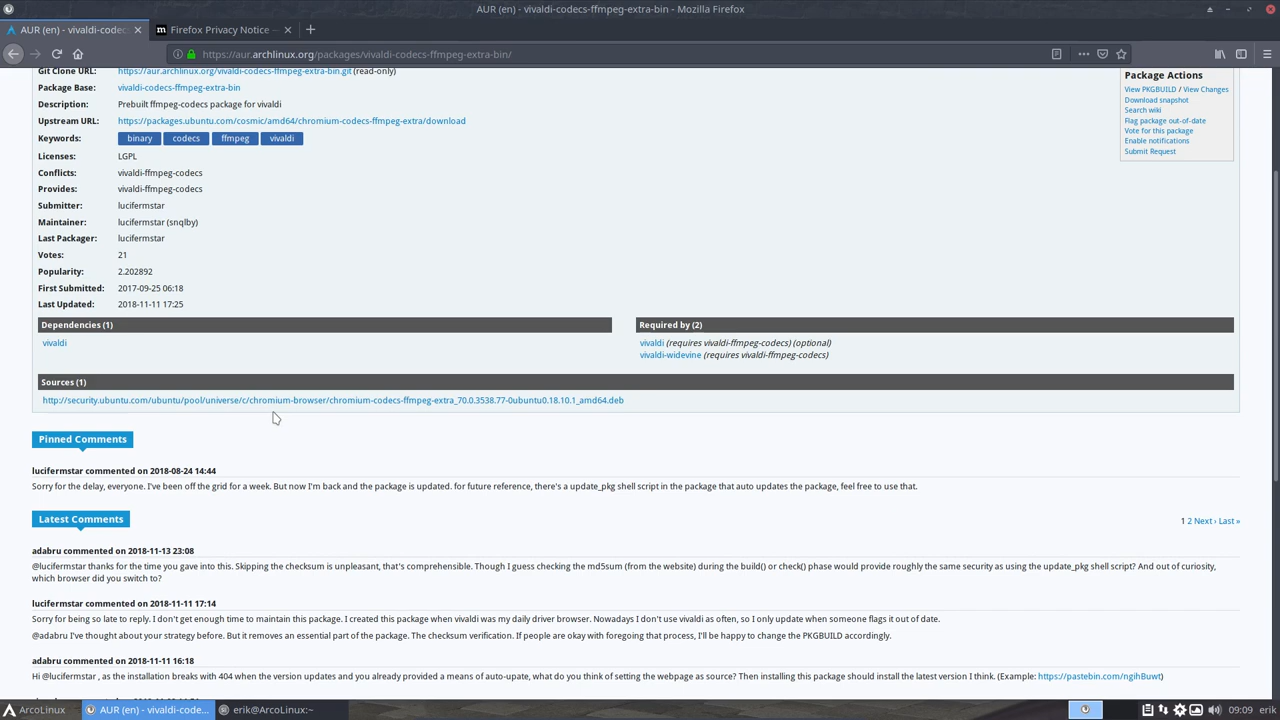 AUR (en) - vivaldi-codecs-ffmpeg-extra-bin - Mozilla Firefox
AUR (en) - vivaldi-codecs
Firefox Privacy Notice —
https://aur.archlinux.org/packages/vivaldi-codecs-ffmpeg-extra-bin/
Git Clone URL: https://aur.archlinux.org/vivaldi-codecs-ffmpeg-extra-bin.git (read-only)
Package Base: vivaldi-codecs-ffmpeg-extra-bin
Description: Prebuilt ffmpeg-codecs package for vivaldi
Upstream URL: https://packages.ubuntu.com/cosmic/amd64/chromium-codecs-ffmpeg-extra/download
Keywords: binary codecs ffmpeg vivaldi
Licenses: LGPL
Conflicts: vivaldi-ffmpeg-codecs
Provides: vivaldi-ffmpeg-codecs
Submitter: lucifermstar
Maintainer: lucifermstar (snqlby)
Last Packager: lucifermstar
Votes: 21
Popularity: 2.202892
First Submitted: 2017-09-25 06:18
Last Updated: 2018-11-11 17:25
Package Actions
View PKGBUILD / View Changes
Download snapshot
Search wiki
Flag package out-of-date
Vote for this package
Enable notifications
Submit Request
Dependencies (1)
vivaldi
Required by (2)
vivaldi (requires vivaldi-ffmpeg-codecs) (optional)
vivaldi-widevine (requires vivaldi-ffmpeg-codecs)
Sources (1)
http://security.ubuntu.com/ubuntu/pool/universe/c/chromium-browser/chromium-codecs-ffmpeg-extra_70.0.3538.77-0ubuntu0.18.10.1_amd64.deb
Pinned Comments
lucifermstar commented on 2018-08-24 14:44
Sorry for the delay, everyone. I've been off the grid for a week. But now I'm back and the package is updated. for future reference, there's a update_pkg shell script in the package that auto updates the package, feel free to use that.
Latest Comments
1 2 Next › Last »
adabru commented on 2018-11-13 23:08
@lucifermstar thanks for the time you gave into this. Skipping the checksum is unpleasant, that's comprehensible. Though I guess checking the md5sum (from the website) during the build() or check() phase would provide roughly the same security as using the update_pkg shell script? And out of curiosity,
which browser did you switch to?
lucifermstar commented on 2018-11-11 17:14
Sorry for being so late to reply. I don't get enough time to maintain this package. I created this package when vivaldi was my daily driver browser. Nowadays I don't use vivaldi as often, so I only update when someone flags it out of date.
@adabru I've thought about your strategy before. But it removes an essential part of the package. The checksum verification. If people are okay with foregoing that process, I'll be happy to change the PKGBUILD accordingly.
adabru commented on 2018-11-11 16:18
Hi @lucifermstar , as the installation breaks with 404 when the version updates and you already provided a means of auto-upate, what do you think of setting the webpage as source? Then installing this package should install the latest version I think. (Example: https://pastebin.com/ngihBuwt)
ArcoLinux
AUR (en) - vivaldi-code...
erik@ArcoLinux:~
09:09 erik